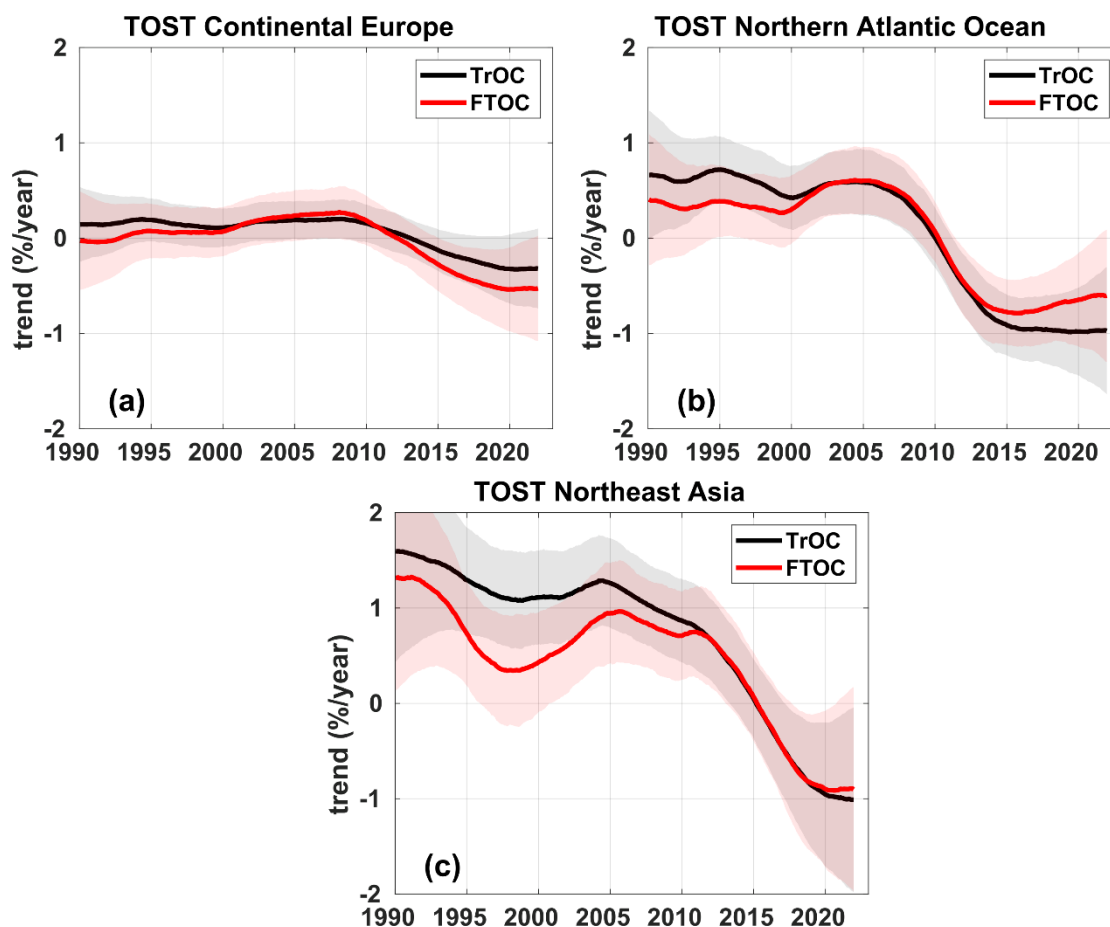 TOST Continental Europe
trend (%/year)
2
1
0
-1
-2
TrOC
FTOC
(a)
1990 1995 2000 2005 2010 2015 2020
TOST Northern Atlantic Ocean
trend (%/year)
2
1
0
-1
-2
TrOC
FTOC
(b)
1990 1995 2000 2005 2010 2015 2020
TOST Northeast Asia
trend (%/year)
2
1
0
-1
-2
TrOC
FTOC
(c)
1990 1995 2000 2005 2010 2015 2020